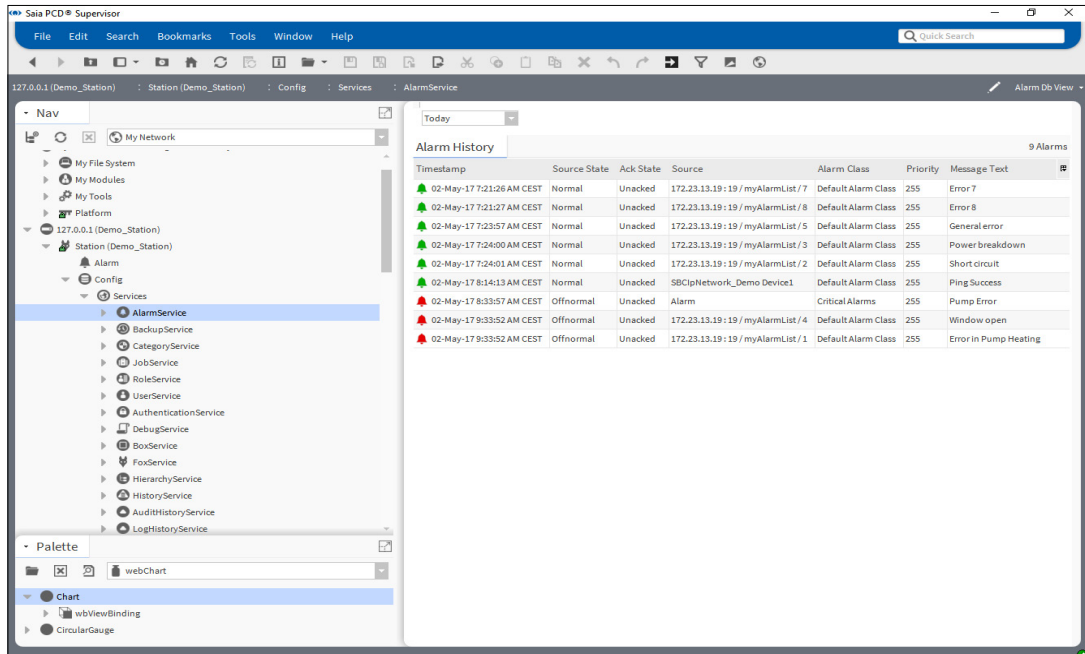 Saia PCD® Supervisor
File Edit Search Bookmarks Tools Window Help
Quick Search
127.0.0.1 (Demo_Station) : Station (Demo_Station) : Config : Services : AlarmService
Alarm Db View
Nav
My Network
My File System
My Modules
My Tools
Platform
127.0.0.1 (Demo_Station)
Station (Demo_Station)
Alarm
Config
Services
AlarmService
BackupService
CategoryService
JobService
RoleService
UserService
AuthenticationService
DebugService
BoxService
FoxService
HierarchyService
HistoryService
AuditHistoryService
LogHistoryService
Palette
webChart
Chart
wbViewBinding
CircularGauge
Today
Alarm History 9 Alarms
Timestamp Source State Ack State Source Alarm Class Priority Message Text
02-May-17 7:21:26 AM CEST Normal Unacked 172.23.13.19 : 19 / myAlarmList / 7 Default Alarm Class 255 Error 7
02-May-17 7:21:27 AM CEST Normal Unacked 172.23.13.19 : 19 / myAlarmList / 8 Default Alarm Class 255 Error 8
02-May-17 7:23:57 AM CEST Normal Unacked 172.23.13.19 : 19 / myAlarmList / 5 Default Alarm Class 255 General error
02-May-17 7:24:00 AM CEST Normal Unacked 172.23.13.19 : 19 / myAlarmList / 3 Default Alarm Class 255 Power breakdown
02-May-17 7:24:01 AM CEST Normal Unacked 172.23.13.19 : 19 / myAlarmList / 2 Default Alarm Class 255 Short circuit
02-May-17 8:14:13 AM CEST Normal Unacked SBCIpNetwork_Demo Device1 Default Alarm Class 255 Ping Success
02-May-17 8:33:57 AM CEST Offnormal Unacked Alarm Critical Alarms 255 Pump Error
02-May-17 9:33:52 AM CEST Offnormal Unacked 172.23.13.19 : 19 / myAlarmList / 4 Default Alarm Class 255 Window open
02-May-17 9:33:52 AM CEST Offnormal Unacked 172.23.13.19 : 19 / myAlarmList / 1 Default Alarm Class 255 Error in Pump Heating